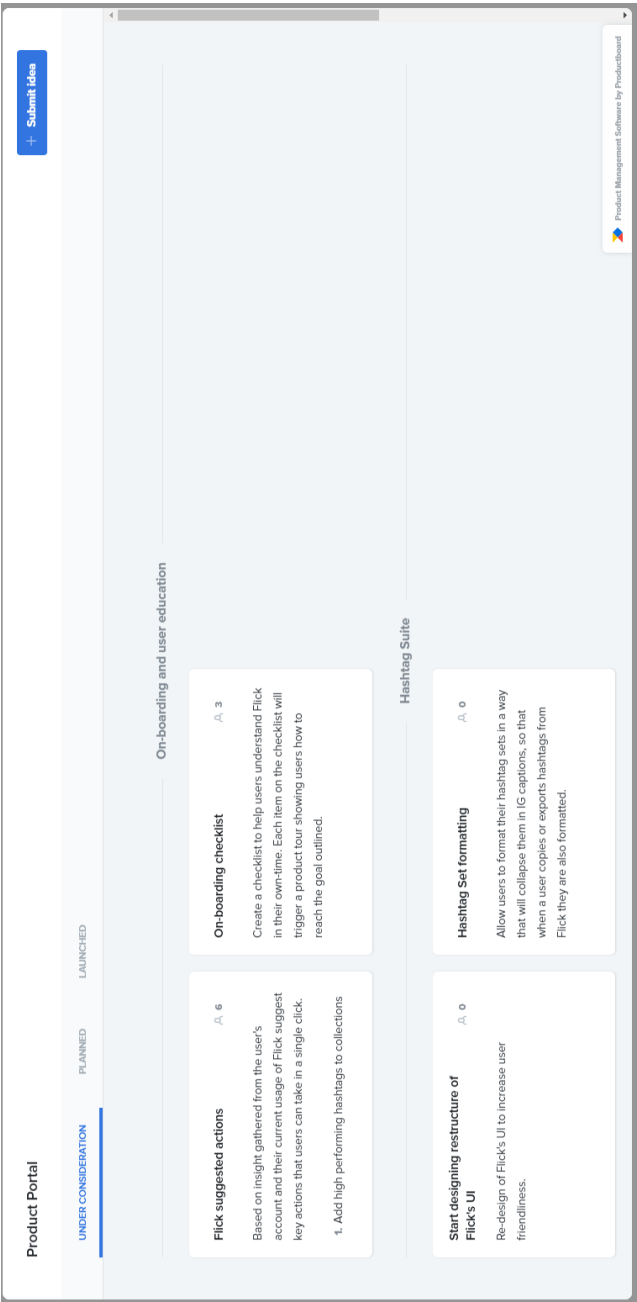 Product Portal
+ Submit idea
UNDER CONSIDERATION
PLANNED
LAUNCHED
On-boarding and user education
Flick suggested actions
6
Based on insight gathered from the user's
account and their current usage of Flick suggest
key actions that users can take in a single click.
1. Add high performing hashtags to collections
On-boarding checklist
3
Create a checklist to help users understand Flick
in their own-time. Each item on the checklist will
trigger a product tour showing users how to
reach the goal outlined.
Hashtag Suite
Start designing restructure of
Flick's UI
0
Re-design of Flick's UI to increase user
friendliness.
Hashtag Set formatting
0
Allow users to format their hashtag sets in a way
that will collapse them in IG captions, so that
when a user copies or exports hashtags from
Flick they are also formatted.
Product Management Software by Productboard